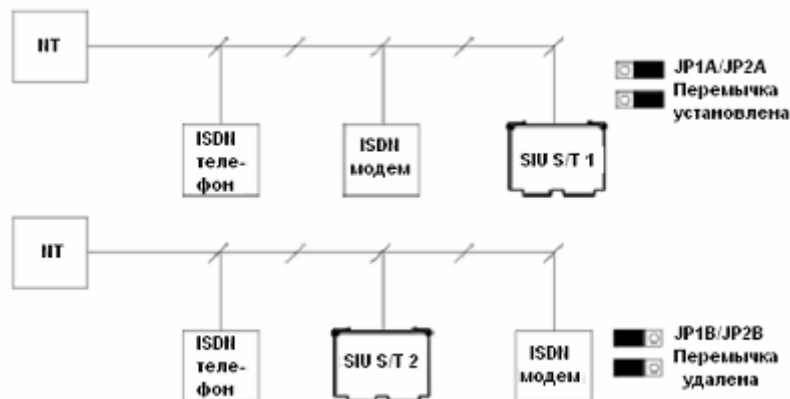 NT
ISDN
теле-
фон
ISDN
модем
SIU S/T 1
JP1A/JP2A
Перемычка
установлена
NT
ISDN
теле-
фон
SIU S/T 2
ISDN
модем
JP1B/JP2B
Перемычка
удалена